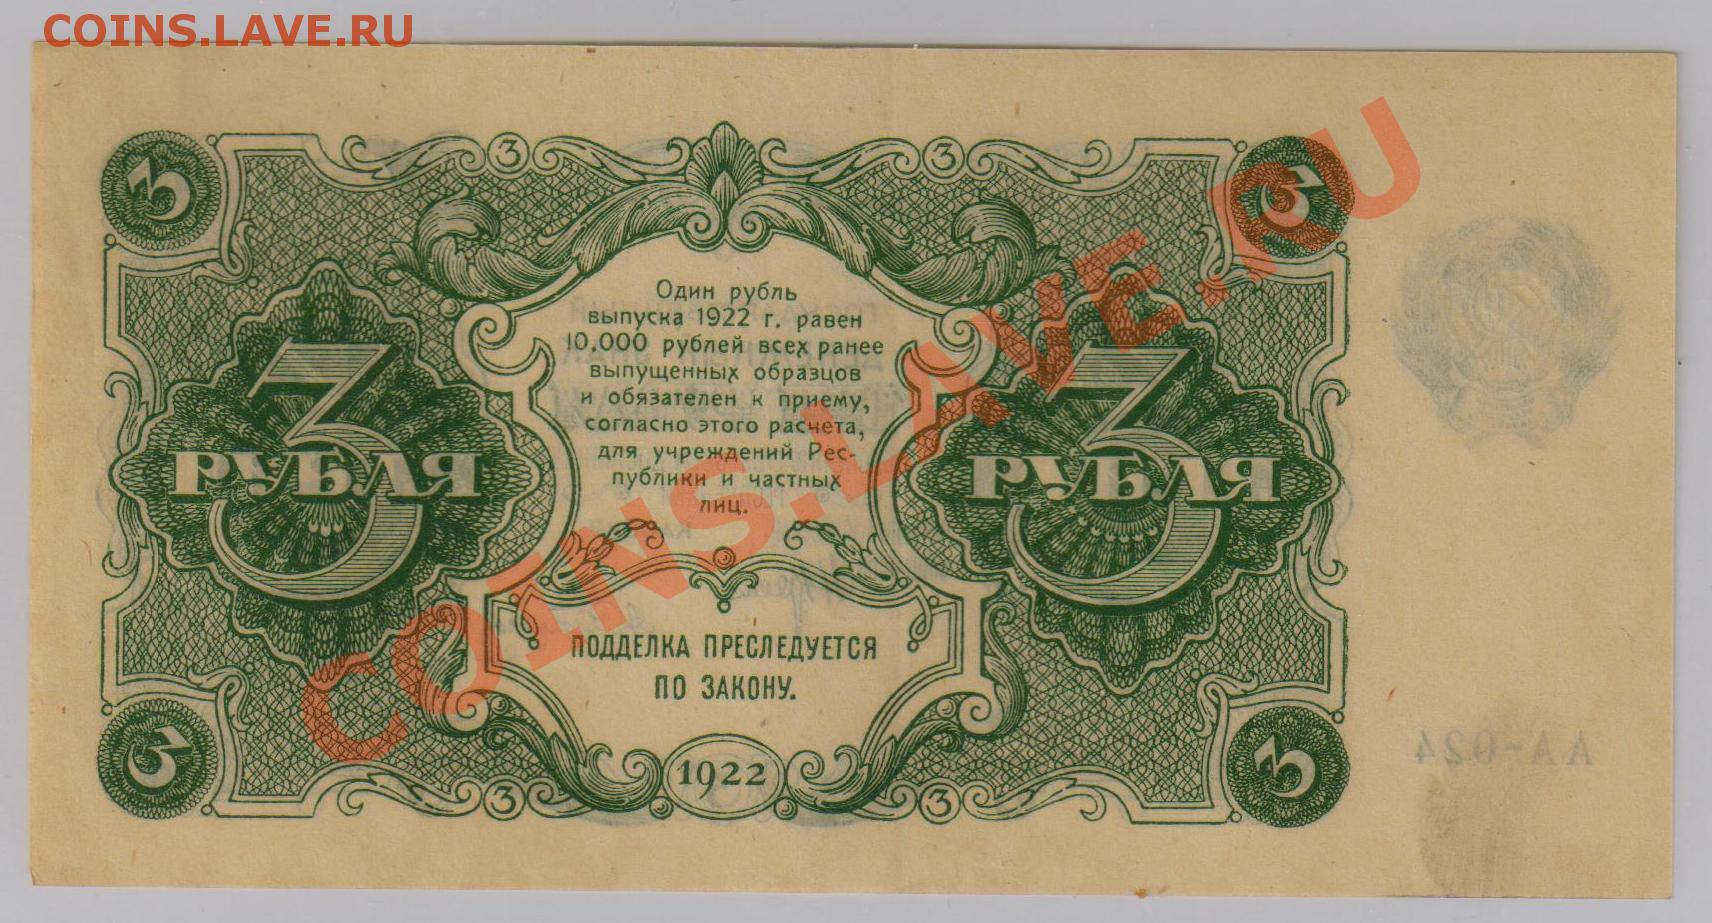 COINS.LAVE.RU
3 3 3 3
Один рубль
выпуска 1922 г. равен
10.000 рублей всех ранее
выпущенных образцов
и обязателен к приему,
согласно этого расчета,
для учреждений Рес-
публики и частных
лиц.
3 РУБЛЯ
3 РУБЛЯ
COINS.LAVE.RU
ПОДДЕЛКА ПРЕСЛЕДУЕТСЯ
ПО ЗАКОНУ.
АА-024
3 3 1922 3 3